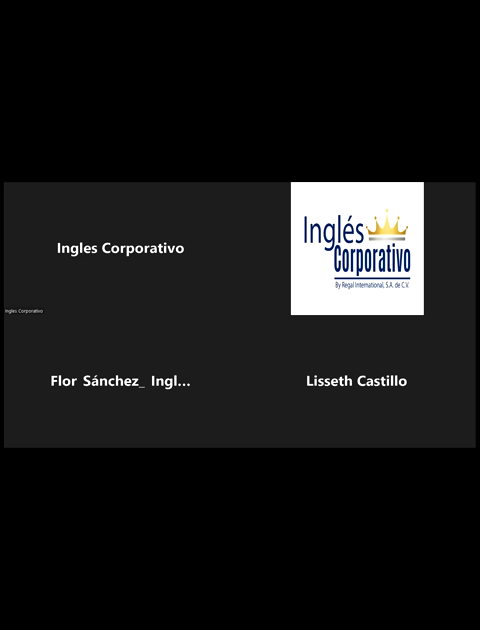 Ingles Corporativo
Inglés
Corporativo
By Regal International, S.A. de C.V.
Ingles Corporativo
Flor Sánchez_ Ingl...
Lisseth Castillo